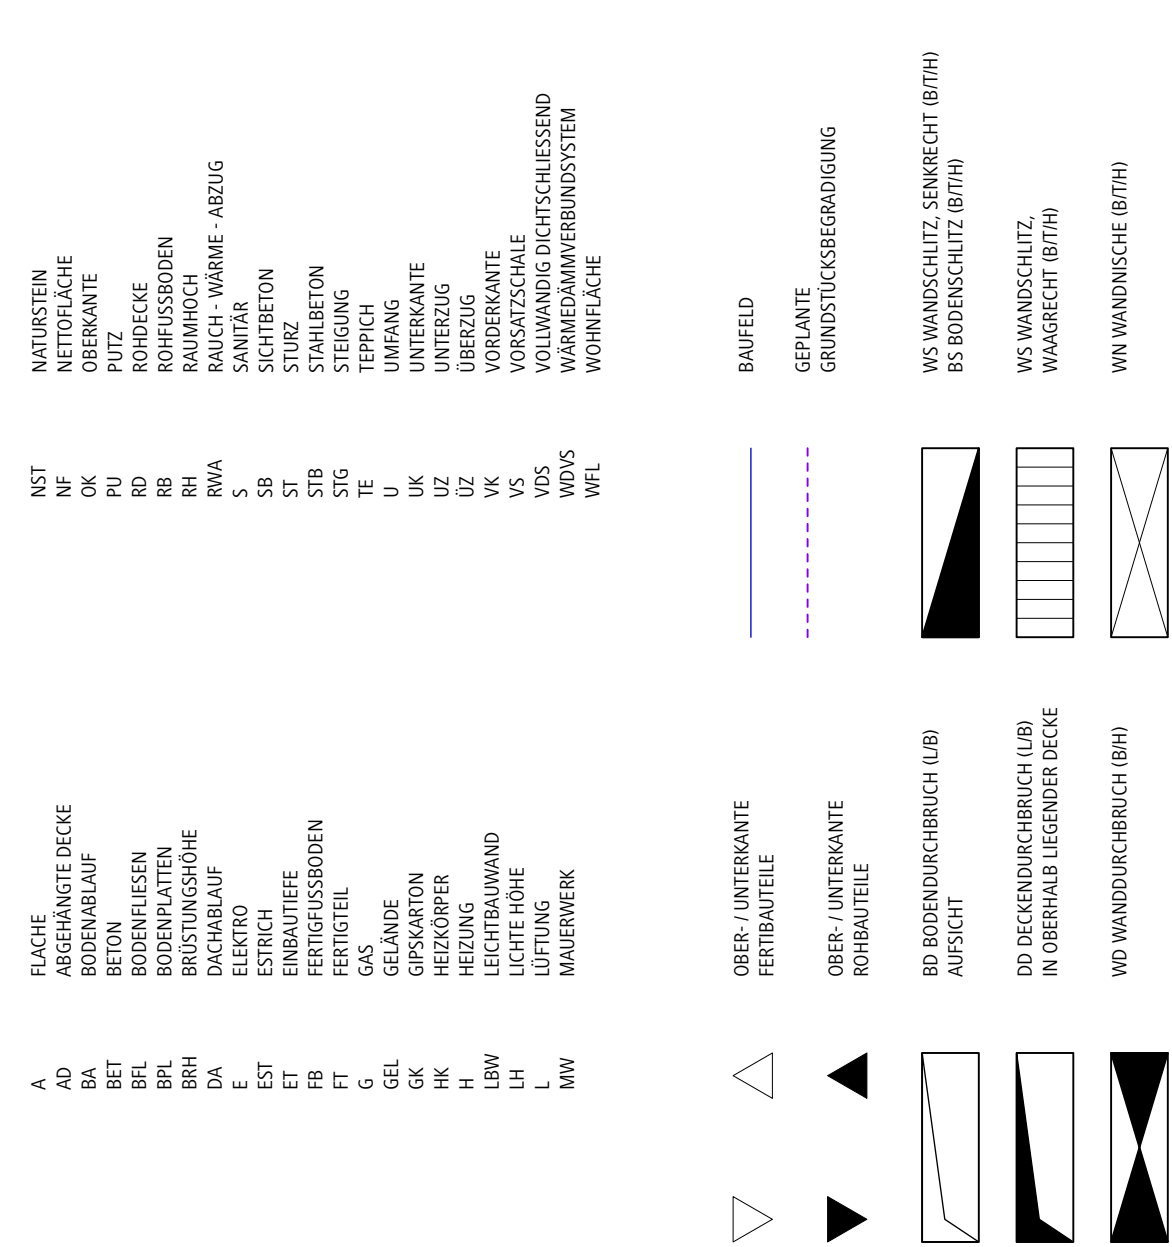 A FLÄCHE
AD ABGEHÄNGTE DECKE
BA BODENABLAUF
BET BETON
BFL BODENFLIESEN
BPL BODENPLATTEN
BRH BRÜSTUNGSHÖHE
DA DACHABLAUF
E ELEKTRO
EST ESTRICH
ET EINBAUTIEFE
FB FERTIGFUSSBODEN
FT FERTIGTEIL
G GAS
GEL GELÄNDE
GK GIPSKARTON
HK HEIZKÖRPER
H HEIZUNG
LBW LEICHTBAUWAND
LH LICHTE HÖHE
L LÜFTUNG
MW MAUERWERK
NST NATURSTEIN
NF NETTOFLÄCHE
OK OBERKANTE
PU PUTZ
RD ROHDECKE
RB ROHFUSSBODEN
RH RAUMHOCH
RWA RAUCH - WÄRME - ABZUG
S SANITÄR
SB SICHTBETON
ST STURZ
STB STAHLBETON
STG STEIGUNG
TE TEPPICH
U UMFANG
UK UNTERKANTE
UZ UNTERZUG
ÜZ ÜBERZUG
VK VORDERKANTE
VS VORSATZSCHALE
VDS VOLLWANDIG DICHTSCHLIESSEND
WDVS WÄRMEDÄMMVERBUNDSYSTEM
WFL WOHNFLÄCHE
OBER- / UNTERKANTE
FERTIBAUTEILE
OBER- / UNTERKANTE
ROHBAUTEILE
BD BODENDURCHBRUCH (L/B)
AUFSICHT
DD DECKENDURCHBRUCH (L/B)
IN OBERHALB LIEGENDER DECKE
WD WANDDURCHBRUCH (B/H)
BAUFELD
GEPLANTE
GRUNDSTÜCKSBEGRADIGUNG
WS WANDSCHLITZ, SENKRECHT (B/T/H)
BS BODENSCHLITZ (B/T/H)
WS WANDSCHLITZ,
WAAGRECHT (B/T/H)
WN WANDNISCHE (B/T/H)